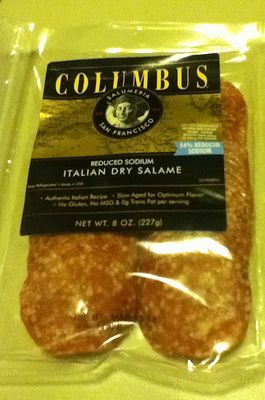 COLUMBUS
SALUMERIA
SAN FRANCISCO
54% REDUCED
SODIUM
REDUCED SODIUM
ITALIAN DRY SALAME
Keep Refrigerated • Made in USA
• Authentic Italian Recipe • Slow Aged for Optimum Flavor
• No Gluten, No MSG & 0g Trans Fat per serving
NET WT. 8 OZ. (227g)